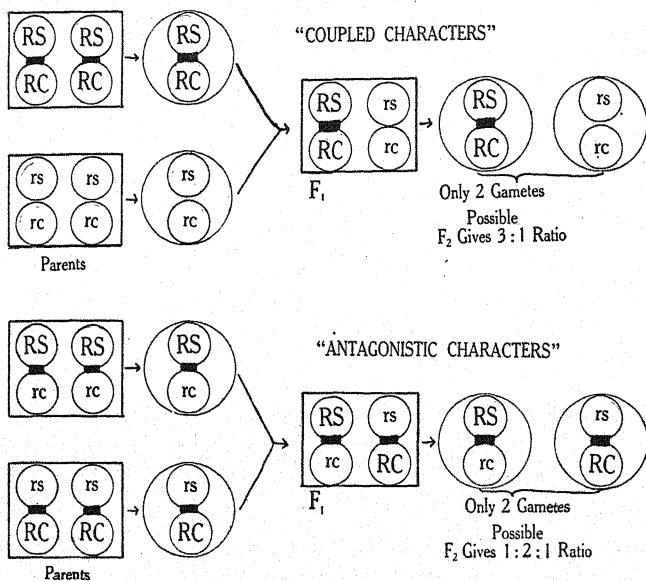 "COUPLED CHARACTERS"
RS RS
RC RC
RS
RC
rs rs
rc rc
rs
rc
Parents
RS rs
RC rc
F₁
RS
RC
rs
rc
Only 2 Gametes
Possible
F₂ Gives 3:1 Ratio
"ANTAGONISTIC CHARACTERS"
RS RS
rc rc
RS
rc
rs rs
RC RC
rs
RC
Parents
RS rs
rc RC
F₁
RS
rc
rs
RC
Only 2 Gametes
Possible
F₂ Gives 1:2:1 Ratio